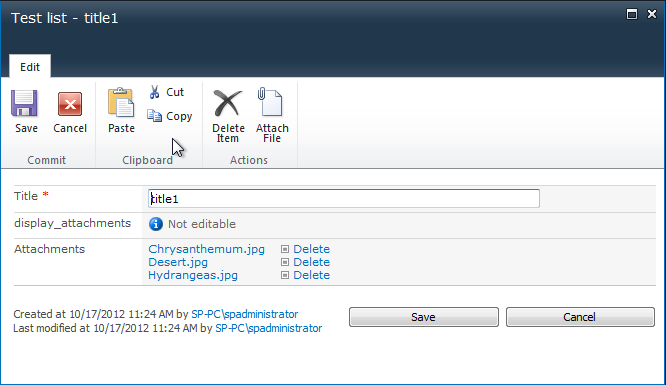 Test list - title1
Edit
Save
Cancel
Paste
Cut
Copy
Delete Item
Attach File
Commit
Clipboard
Actions
Title *
title1
display_attachments
Not editable
Attachments
Chrysanthemum.jpg Delete
Desert.jpg Delete
Hydrangeas.jpg Delete
Created at 10/17/2012 11:24 AM by SP-PC\spadministrator
Last modified at 10/17/2012 11:24 AM by SP-PC\spadministrator
Save
Cancel